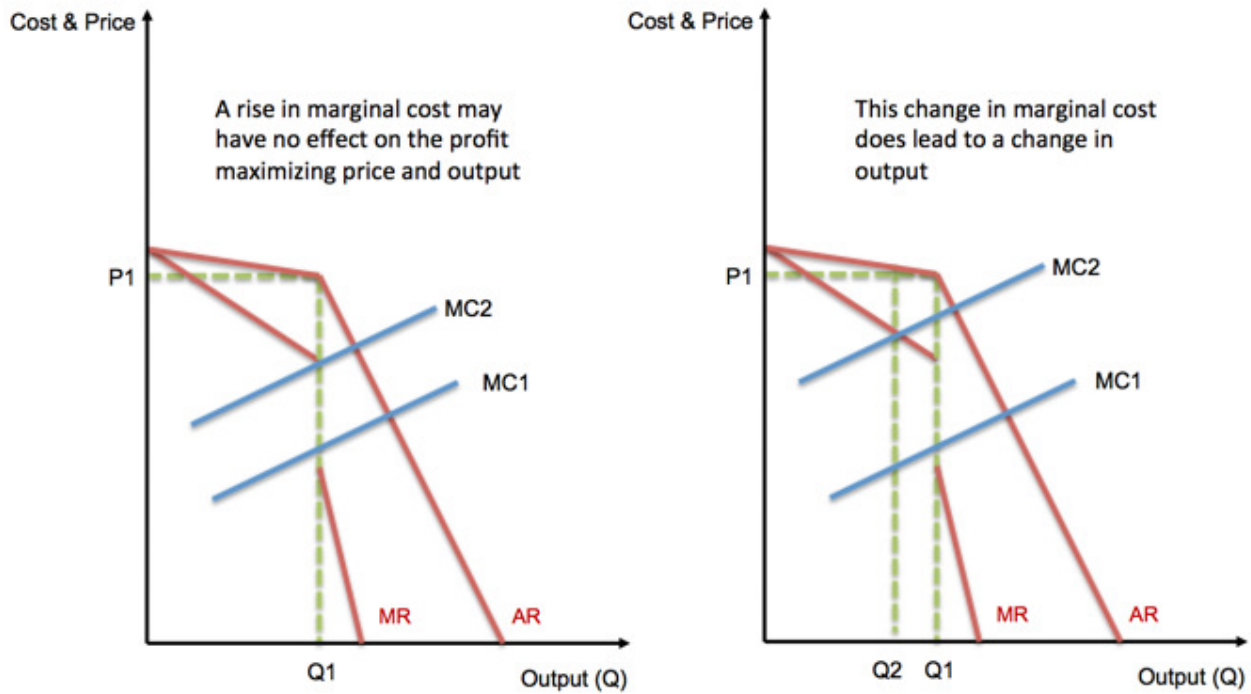 Cost & Price
A rise in marginal cost may
have no effect on the profit
maximizing price and output
P1
MC2
MC1
MR
AR
Q1
Output (Q)
Cost & Price
This change in marginal cost
does lead to a change in
output
P1
MC2
MC1
MR
AR
Q2
Q1
Output (Q)